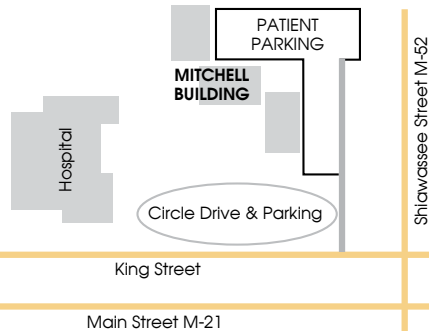 PATIENT
PARKING
MITCHELL
BUILDING
Shiawassee Street M-52
Hospital
Circle Drive & Parking
King Street
Main Street M-21